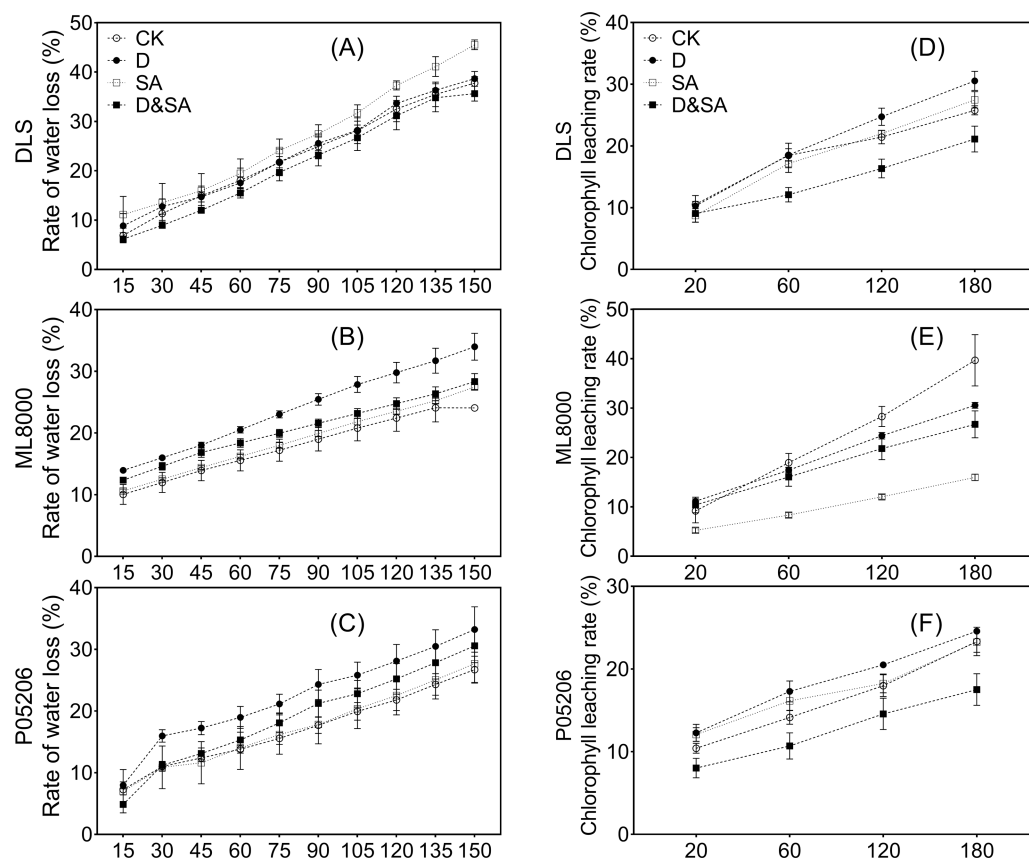 (A)
CK
D
SA
D&SA
50
40
30
20
10
0
DLS
Rate of water loss (%)
15 30 45 60 75 90 105 120 135 150
(D)
CK
D
SA
D&SA
40
30
20
10
0
DLS
Chlorophyll leaching rate (%)
20 60 120 180
(B)
40
30
20
10
0
ML8000
Rate of water loss (%)
15 30 45 60 75 90 105 120 135 150
(E)
50
40
30
20
10
0
ML8000
Chlorophyll leaching rate (%)
20 60 120 180
(C)
40
30
20
10
0
P05206
Rate of water loss (%)
15 30 45 60 75 90 105 120 135 150
(F)
30
20
10
0
P05206
Chlorophyll leaching rate (%)
20 60 120 180